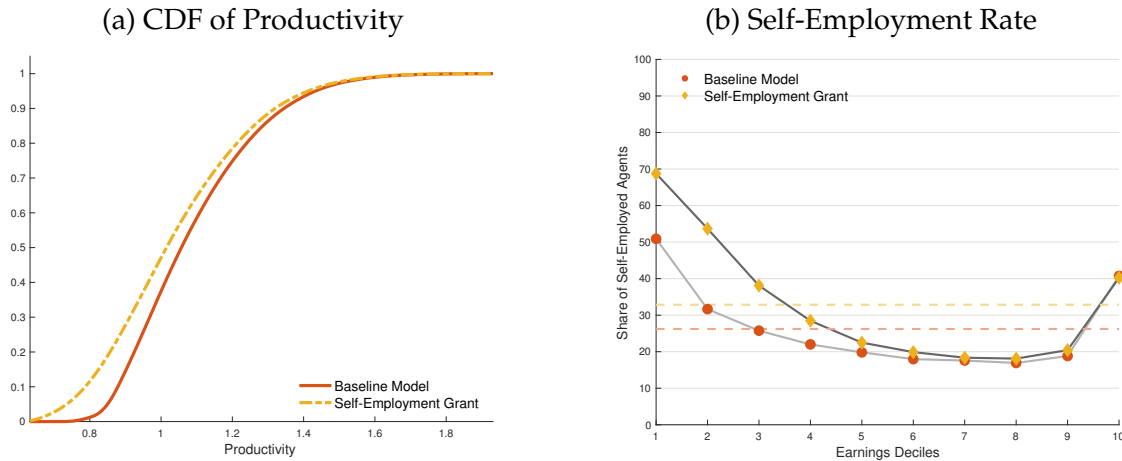 (a) CDF of Productivity
1
0.9
0.8
0.7
0.6
0.5
0.4
0.3
0.2
0.1
0
0.8 1 1.2 1.4 1.6 1.8
Productivity
Baseline Model
Self-Employment Grant
(b) Self-Employment Rate
Share of Self-Employed Agents
100
90
80
70
60
50
40
30
20
10
0
1 2 3 4 5 6 7 8 9 10
Earnings Deciles
Baseline Model
Self-Employment Grant